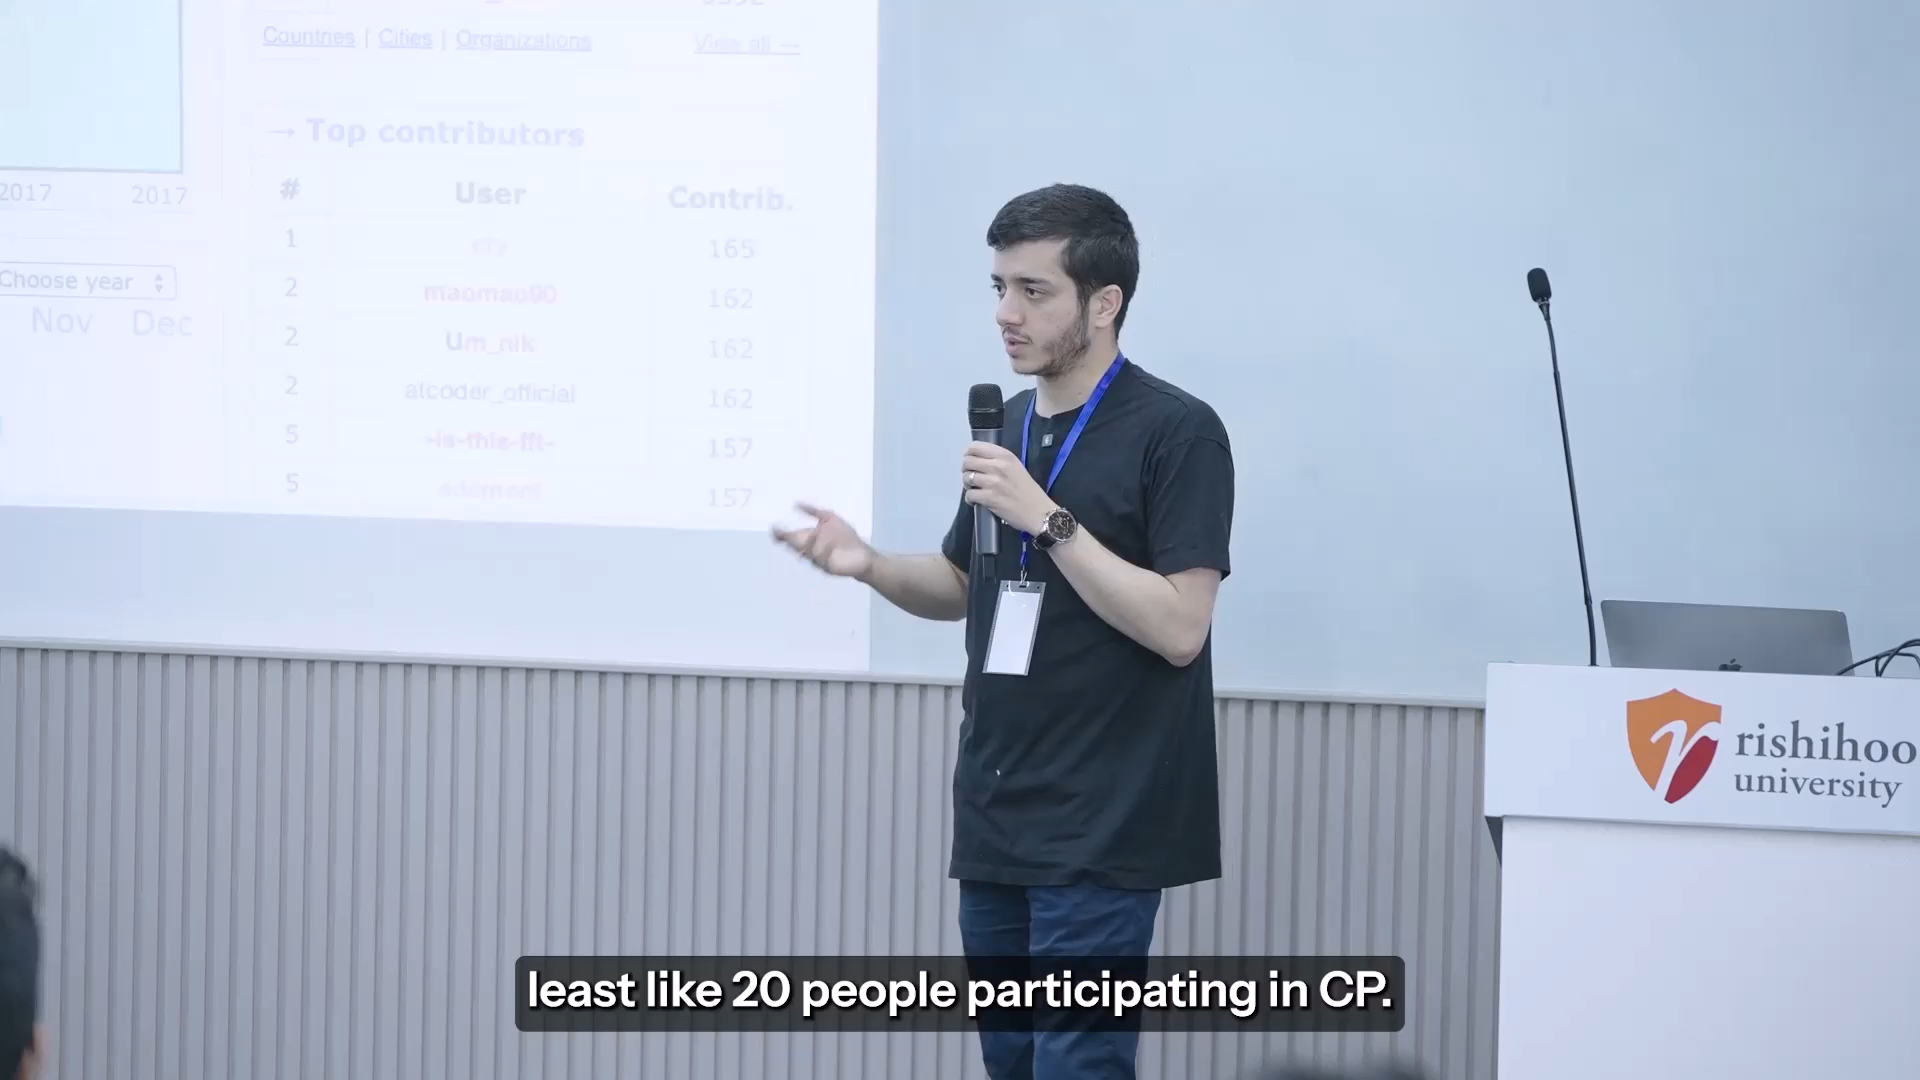 Countries | Cities | Organizations View all →
→ Top contributors
# User Contrib.
1 165
2 maomao90 162
2 Um_nik 162
2 atcoder_official 162
5 -is-this-fft- 157
5 adamant 157
2017 2017
Choose year
Nov Dec
rishihoo
university
least like 20 people participating in CP.